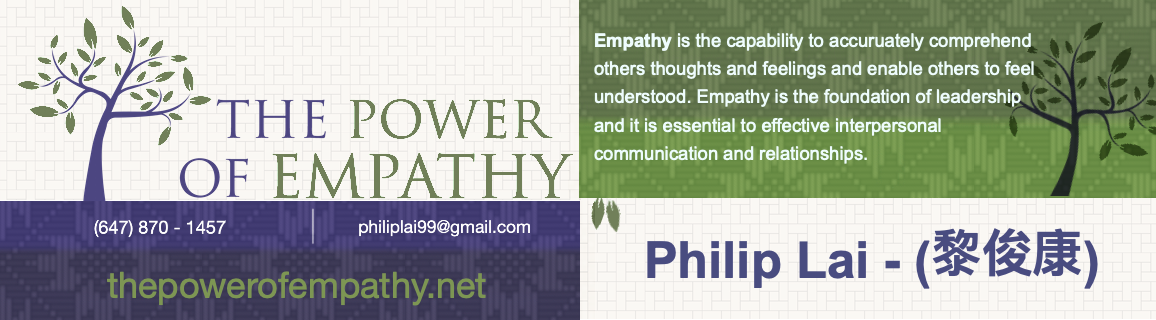 THE POWER
OF EMPATHY
(647) 870 - 1457
philiplai99@gmail.com
thepowerofempathy.net
Empathy is the capability to accuruately comprehend
others thoughts and feelings and enable others to feel
understood. Empathy is the foundation of leadership
and it is essential to effective interpersonal
communication and relationships.
Philip Lai - (黎俊康)